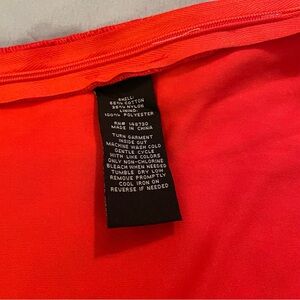 SHELL:
65% COTTON
35% NYLON
LINING:
100% POLYESTER
RN# 148730
MADE IN CHINA
TURN GARMENT
INSIDE OUT
MACHINE WASH COLD
GENTLE CYCLE
WITH LIKE COLORS
ONLY NON-CHLORINE
BLEACH WHEN NEEDED
TUMBLE DRY LOW
REMOVE PROMPTLY
COOL IRON ON
REVERSE IF NEEDED